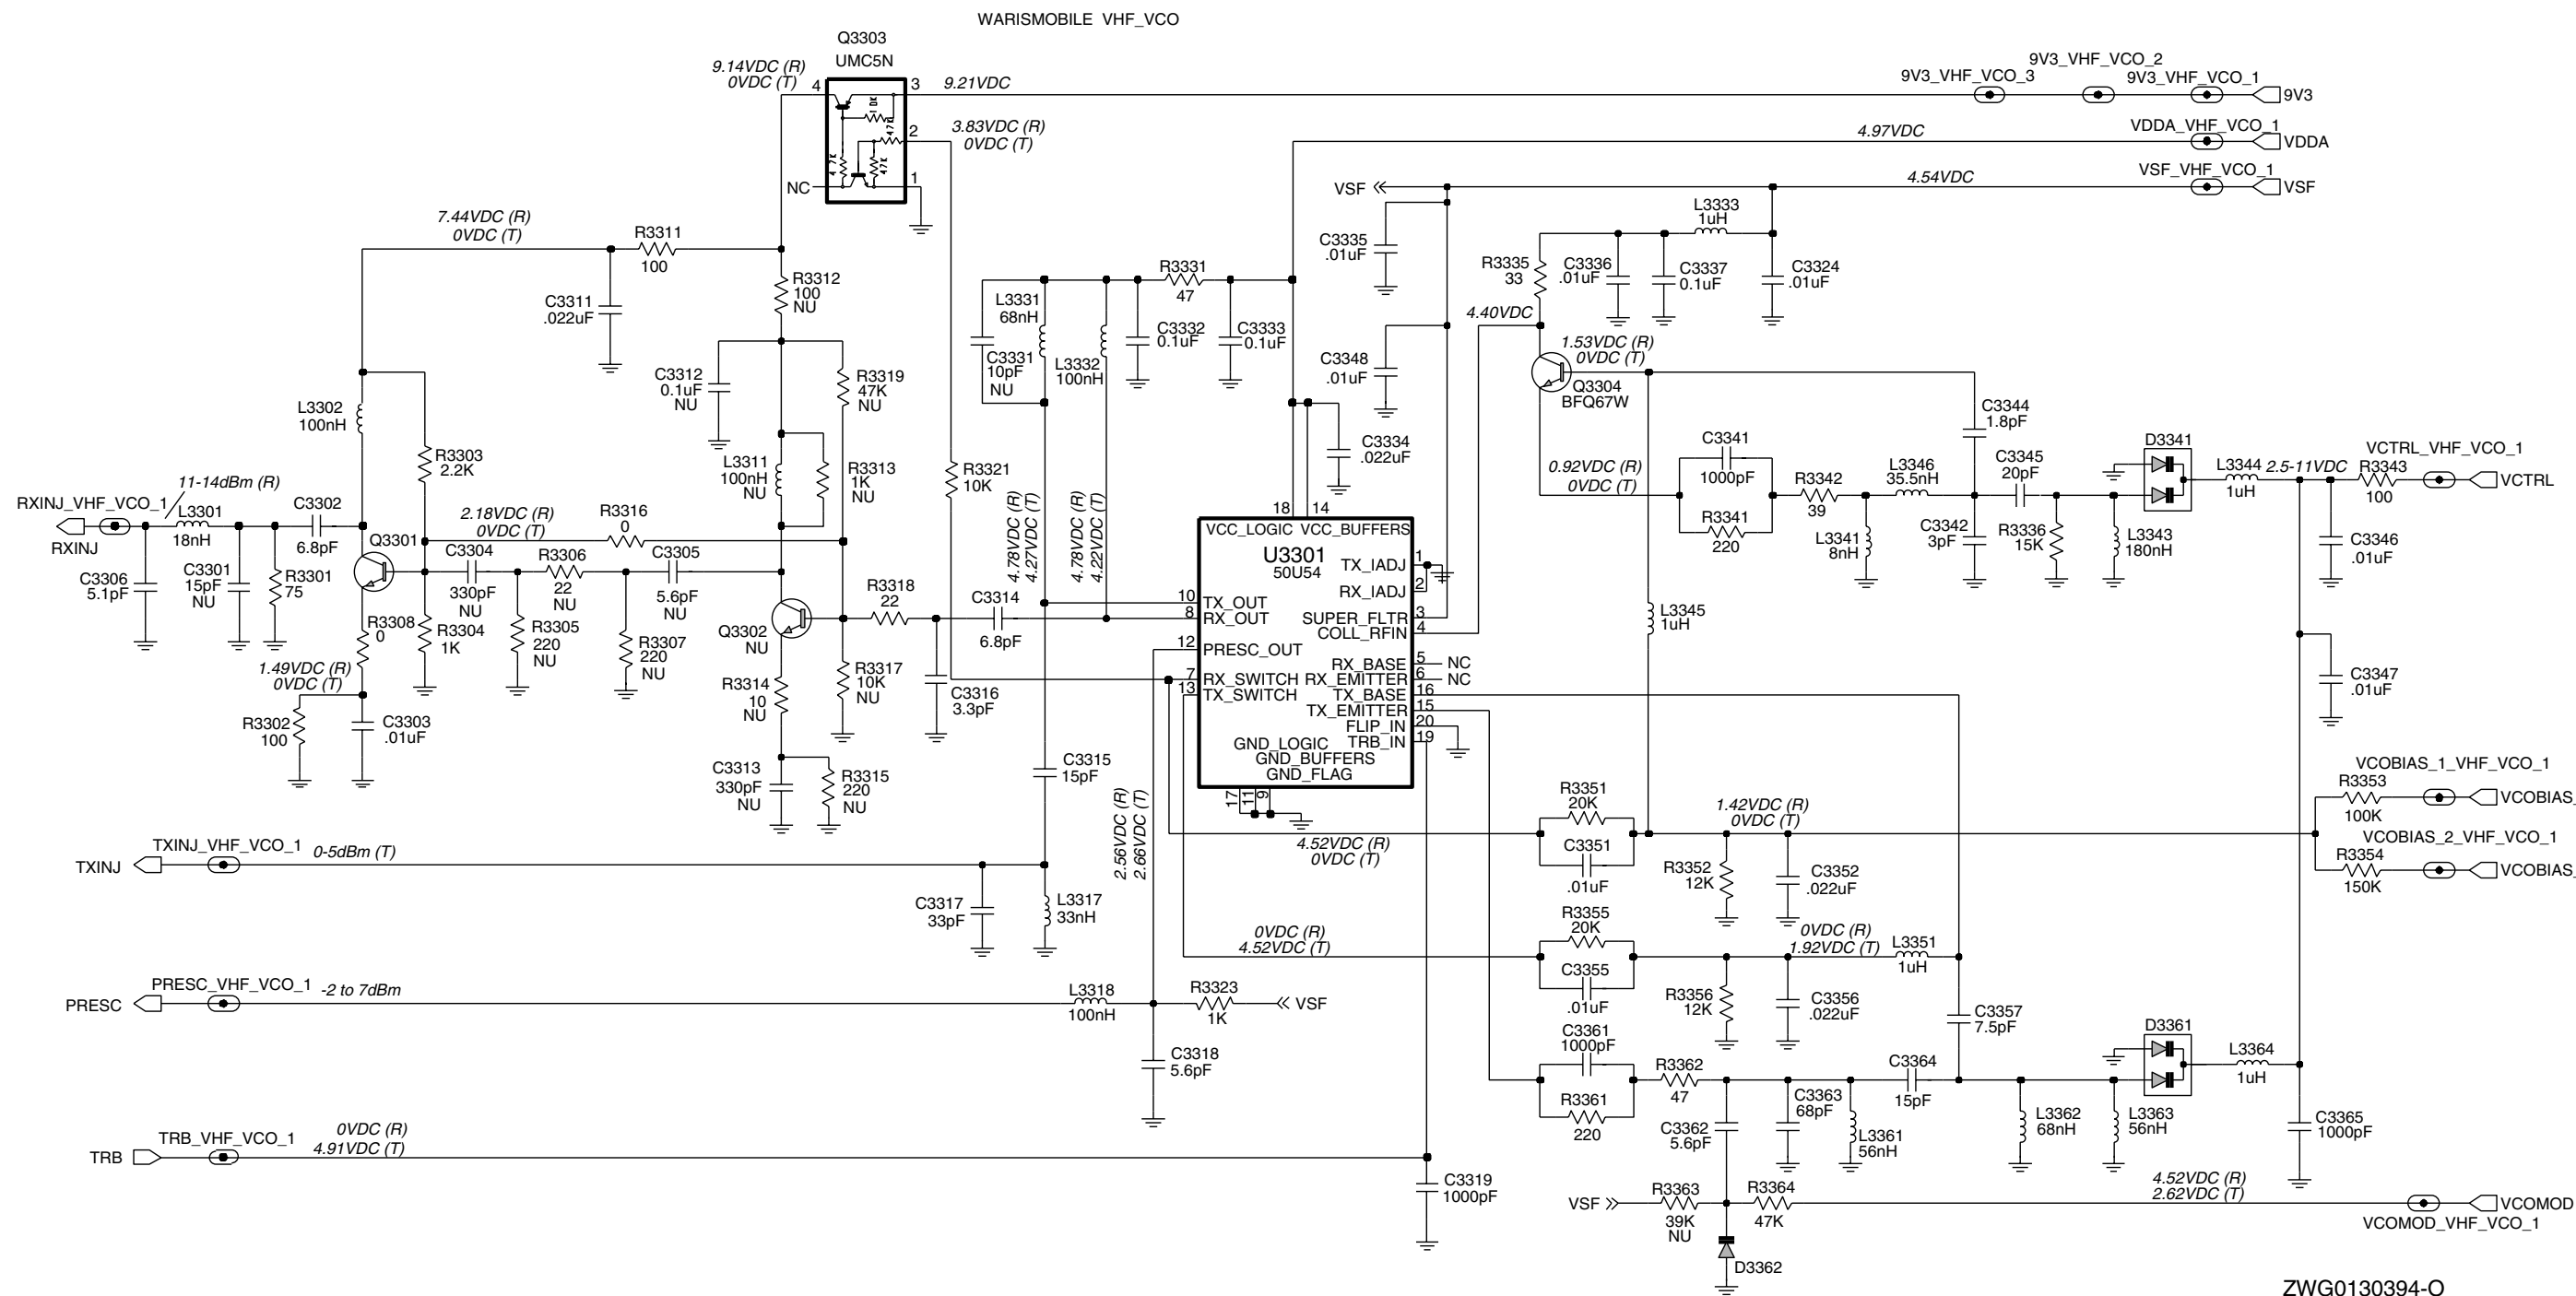 WARISMOBILE VHF_VCO
Q3303
UMC5N
9.14VDC (R)
0VDC (T)
4
3
9.21VDC
2
3.83VDC (R)
0VDC (T)
10K
47K
4.7K
47K
NC
1
9V3_VHF_VCO_3
9V3_VHF_VCO_2
9V3_VHF_VCO_1
9V3
4.97VDC
VDDA_VHF_VCO_1
VDDA
VSF
4.54VDC
VSF_VHF_VCO_1
VSF
7.44VDC (R)
0VDC (T)
R3311
100
C3311
.022uF
R3312
100
NU
C3312
0.1uF
NU
R3319
47K
NU
L3302
100nH
R3303
2.2K
L3311
100nH
NU
R3313
1K
NU
R3321
10K
L3331
68nH
C3331
10pF
NU
L3332
100nH
R3331
47
C3332
0.1uF
C3333
0.1uF
C3335
.01uF
C3348
.01uF
C3334
.022uF
L3333
1uH
R3335
33
C3336
.01uF
C3337
0.1uF
C3324
.01uF
4.40VDC
1.53VDC (R)
0VDC (T)
Q3304
BFQ67W
C3344
1.8pF
C3341
1000pF
0.92VDC (R)
0VDC (T)
R3341
220
R3342
39
L3346
35.5nH
C3345
20pF
L3341
8nH
C3342
3pF
R3336
15K
L3343
180nH
D3341
L3344
1uH
2.5-11VDC
R3343
100
VCTRL_VHF_VCO_1
VCTRL
C3346
.01uF
C3347
.01uF
RXINJ_VHF_VCO_1
RXINJ
11-14dBm (R)
L3301
18nH
C3302
6.8pF
C3306
5.1pF
C3301
15pF
NU
R3301
75
Q3301
2.18VDC (R)
0VDC (T)
R3316
0
C3304
330pF
NU
R3306
22
NU
C3305
5.6pF
NU
R3308
0
R3304
1K
R3305
220
NU
R3307
220
NU
1.49VDC (R)
0VDC (T)
R3302
100
C3303
.01uF
Q3302
NU
R3318
22
C3314
6.8pF
R3314
10
NU
R3317
10K
NU
C3316
3.3pF
C3313
330pF
NU
R3315
220
NU
4.78VDC (R)
4.27VDC (T)
4.78VDC (R)
4.22VDC (T)
C3315
15pF
18
14
VCC_LOGIC VCC_BUFFERS
U3301
50U54
10
TX_OUT
8
RX_OUT
12
PRESC_OUT
7
RX_SWITCH
13
TX_SWITCH
TX_IADJ
1
RX_IADJ
2
SUPER_FLTR
3
COLL_RFIN
4
RX_BASE
5
NC
RX_EMITTER
6
NC
TX_BASE
16
TX_EMITTER
15
FLIP_IN
20
TRB_IN
19
GND_LOGIC
GND_BUFFERS
GND_FLAG
17
11
9
L3345
1uH
2.56VDC (R)
2.66VDC (T)
4.52VDC (R)
0VDC (T)
R3351
20K
C3351
.01uF
1.42VDC (R)
0VDC (T)
R3352
12K
C3352
.022uF
VCOBIAS_1_VHF_VCO_1
R3353
100K
VCOBIAS_
VCOBIAS_2_VHF_VCO_1
R3354
150K
VCOBIAS_
TXINJ
TXINJ_VHF_VCO_1
0-5dBm (T)
C3317
33pF
L3317
33nH
0VDC (R)
4.52VDC (T)
R3355
20K
C3355
.01uF
0VDC (R)
1.92VDC (T)
L3351
1uH
R3356
12K
C3356
.022uF
C3357
7.5pF
PRESC
PRESC_VHF_VCO_1
-2 to 7dBm
L3318
100nH
R3323
1K
VSF
C3318
5.6pF
C3361
1000pF
R3361
220
R3362
47
C3362
5.6pF
C3363
68pF
L3361
56nH
C3364
15pF
L3362
68nH
L3363
56nH
D3361
L3364
1uH
C3365
1000pF
TRB
TRB_VHF_VCO_1
0VDC (R)
4.91VDC (T)
C3319
1000pF
VSF
R3363
39K
NU
R3364
47K
4.52VDC (R)
2.62VDC (T)
VCOMOD
VCOMOD_VHF_VCO_1
D3362
ZWG0130394-O